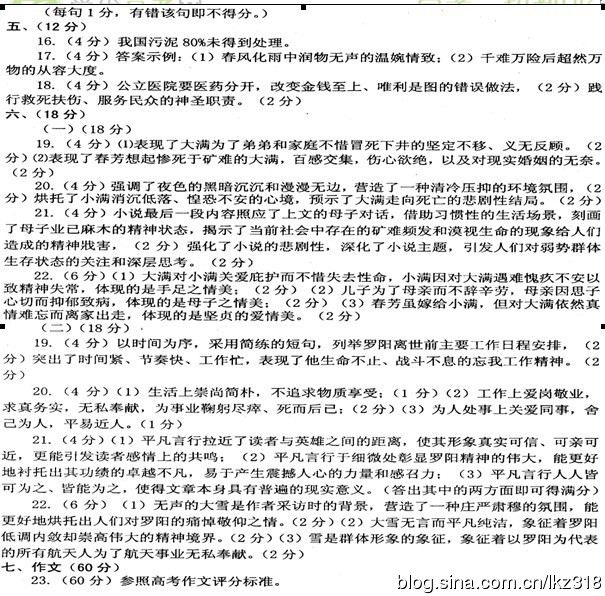 （每句1分，有错该句即不得分。）
五、（12分）
16.（4分）我国污泥80%未得到处理。
17.（4分）答案示例：（1）春风化雨中润物无声的温婉情致；（2）千难万险后超然万
物的从容大度。
18.（4分）公立医院要医药分开，改变金钱至上、唯利是图的错误做法，（2分）践
行救死扶伤、服务民众的神圣职责。（2分）
六、（18分）
（一）（18分）
19.（4分）⑴表现了大满为了弟弟和家庭不惜冒死下井的坚定不移、义无反顾。（2
分）⑵表现了春芳想起惨死于矿难的大满，百感交集，伤心欲绝，以及对现实婚姻的无奈。
（2分）
20.（4分）强调了夜色的黑暗沉沉和漫漫无边，营造了一种清冷压抑的环境氛围，（2
分）烘托了小满消沉低落、惶恐不安的心境，预示了大满走向死亡的悲剧性结局。（2分）
21.（4分）小说最后一段内容照应了上文的母子对话，借助习惯性的生活场景，刻画
了母子业已麻木的精神状态，揭示了当前社会中存在的矿难频发和漠视生命的现象给人们
造成的精神戕害，（2分）强化了小说的悲剧性，深化了小说主题，引发人们对弱势群体
生存状态的关注和深层思考。（2分）
22.（6分）（1）大满对小满关爱庇护而不惜失去性命，小满因对大满遇难愧疚不安以
致精神失常，体现的是手足之情美；（2分）（2）儿子为了母亲而不辞辛劳，母亲因思子
心切而抑郁致病，体现的是母子之情美；（2分）（3）春芳虽嫁给小满，但对大满依然真
情难忘而离家出走，体现的是坚贞的爱情美。（2分）
（二）（18分）
19.（4分）以时间为序，采用简练的短句，列举罗阳离世前主要工作日程安排，（2
分）突出了时间紧、节奏快、工作忙，表现了他生命不止、战斗不息的忘我工作精神。（2
分）
20.（4分）（1）生活上崇尚简朴，不追求物质享受；（1分）（2）工作上爱岗敬业，
求真务实，无私奉献，为事业鞠躬尽瘁、死而后已；（2分）（3）为人处事上关爱同事，舍
己为人，平易近人。（1分）
21.（4分）（1）平凡言行拉近了读者与英雄之间的距离，使其形象真实可信、可亲可
近，更能引发读者感情上的共鸣；（2）平凡言行于细微处彰显罗阳精神的伟大，能更好
地衬托出其功绩的卓越不凡，易于产生震撼人心的力量和感召力；（3）平凡言行人人皆
可为之、皆能为之，使得文章本身具有普遍的现实意义。（答出其中的两方面即可得满分）
22.（6分）（1）无声的大雪是作者采访时的背景，营造了一种庄严肃穆的氛围，能
更好地烘托出人们对罗阳的痛悼敬仰之情。（2分）（2）大雪无言而平凡纯洁，象征着罗阳
低调内敛却崇高伟大的精神境界。（2分）（3）雪是群体形象的象征，象征着以罗阳为代表
的所有航天人为了航天事业无私奉献。（2分）
七、作文（60分）
23.（60分）参照高考作文评分标准。
blog.sina.com.cn/lkz318